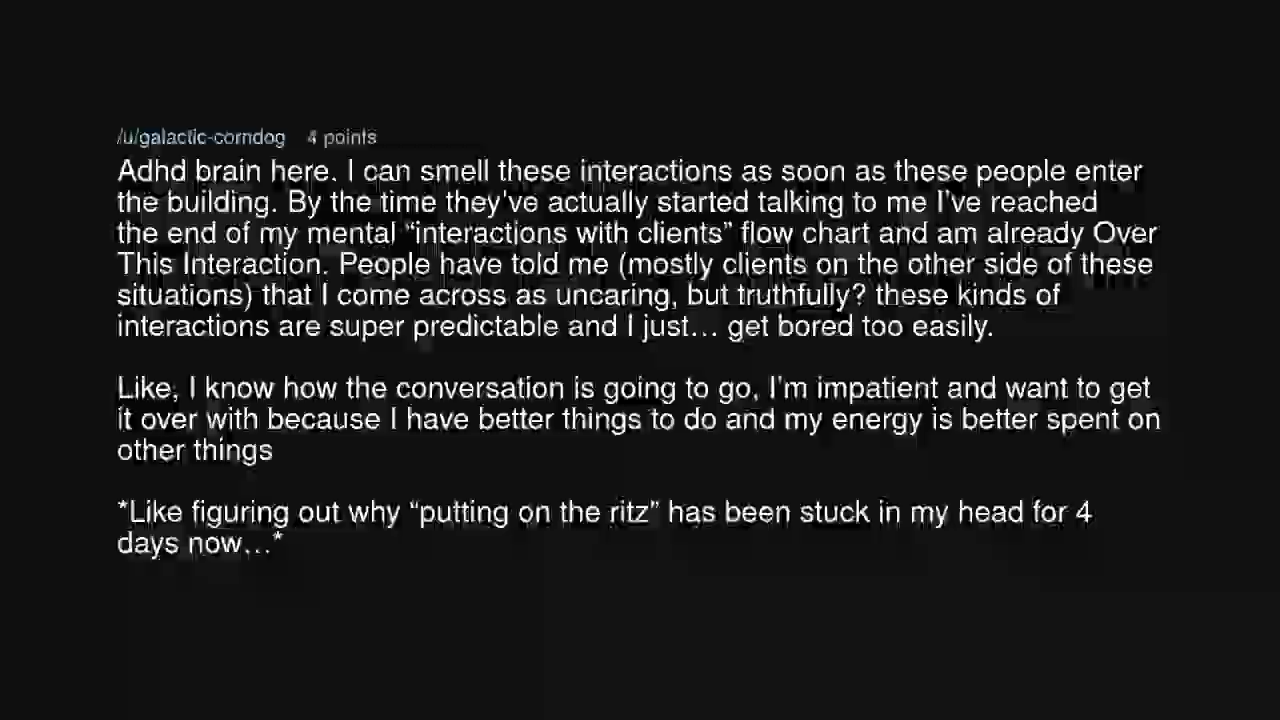 /u/galactic-corndog 4 points
Adhd brain here. I can smell these interactions as soon as these people enter
the building. By the time they've actually started talking to me I've reached
the end of my mental “interactions with clients” flow chart and am already Over
This Interaction. People have told me (mostly clients on the other side of these
situations) that I come across as uncaring, but truthfully? these kinds of
interactions are super predictable and I just… get bored too easily.
Like, I know how the conversation is going to go, I'm impatient and want to get
it over with because I have better things to do and my energy is better spent on
other things
*Like figuring out why “putting on the ritz” has been stuck in my head for 4
days now…*